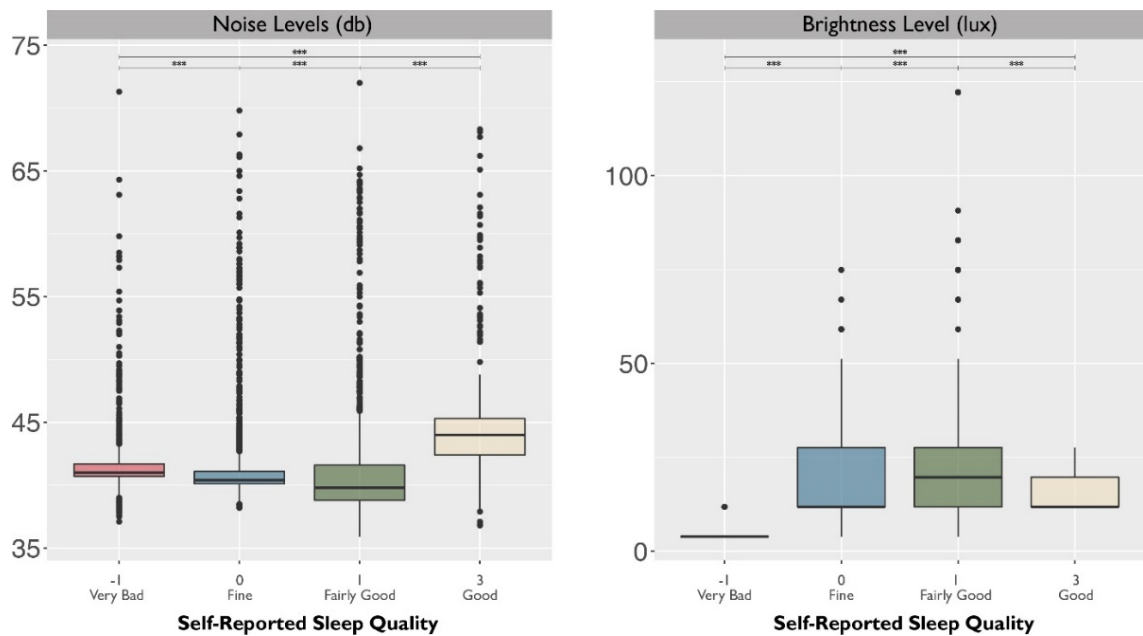 Noise Levels (db)
75
65
55
45
35
***
*** *** ***
-1 0 1 3
Very Bad Fine Fairly Good Good
Self-Reported Sleep Quality
Brightness Level (lux)
100
50
0
***
*** *** ***
-1 0 1 3
Very Bad Fine Fairly Good Good
Self-Reported Sleep Quality